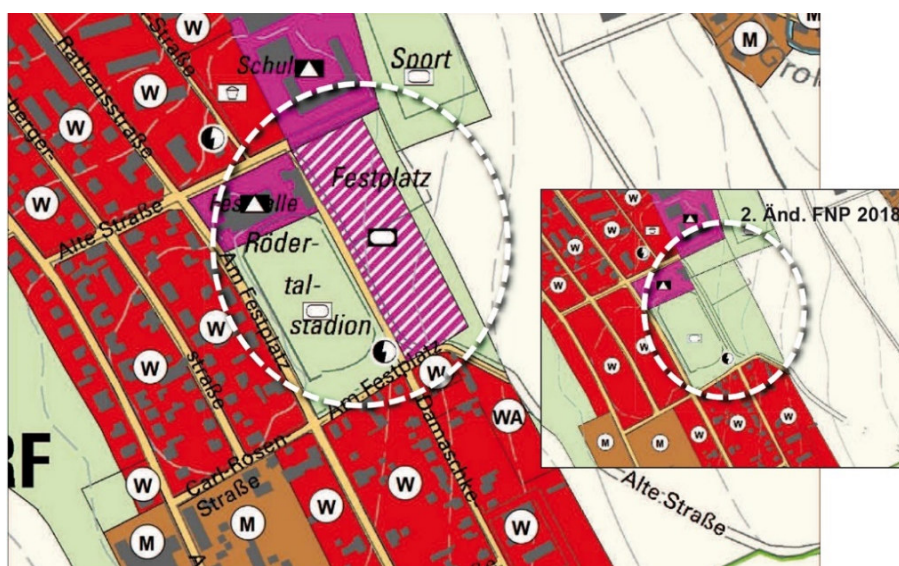 W
M
Straße
Schul
Sport
Rathausstraße
W
W
W
berger-
W
Festplatz
Alte Straße
Röder-
Am Festplatz
tal-
stadion
straße
W
W
W
Am Festplatz
W
WA
Damaschke
RF
W
Carl-Rosen
Straße
W
W
W
M
M
A
Alte Straße
2. Änd. FNP 2018
W
W
W
W
W
W
W
W
W
W
W
M
M
W